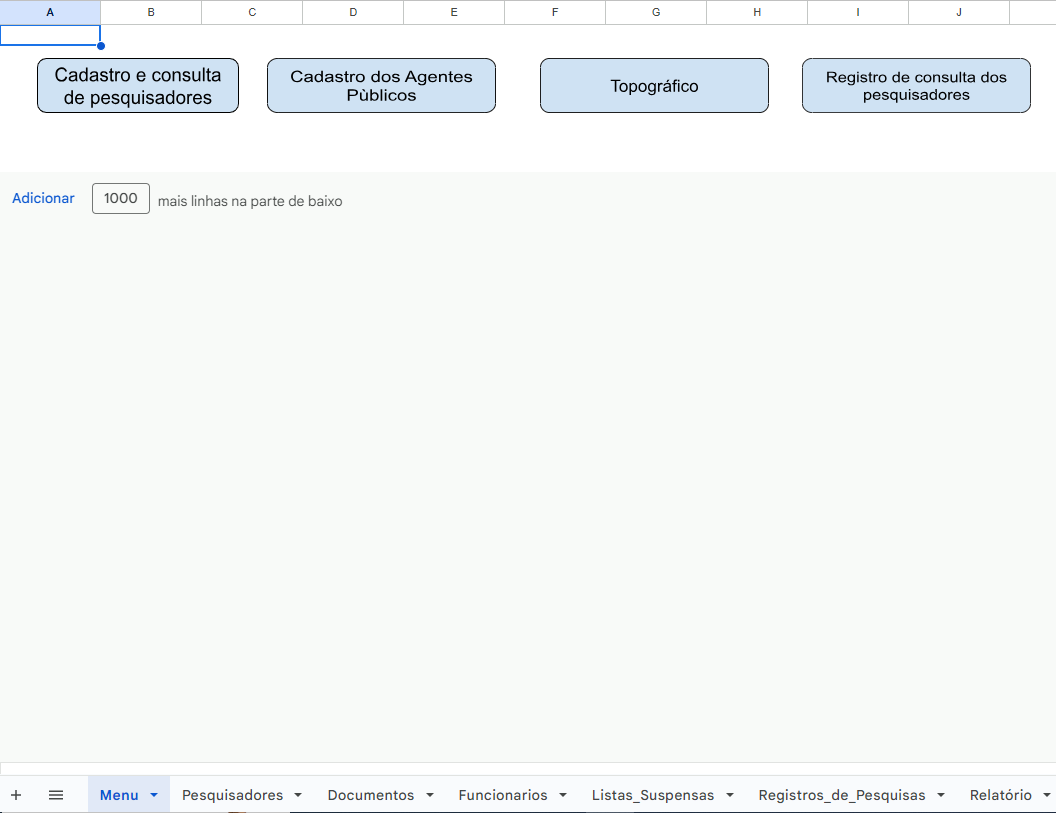 A B C D E F G H I J
Cadastro e consulta
de pesquisadores
Cadastro dos Agentes
Pùblicos
Topográfico
Registro de consulta dos
pesquisadores
Adicionar 1000 mais linhas na parte de baixo
Menu Pesquisadores Documentos Funcionarios Listas_Suspensas Registros_de_Pesquisas Relatório